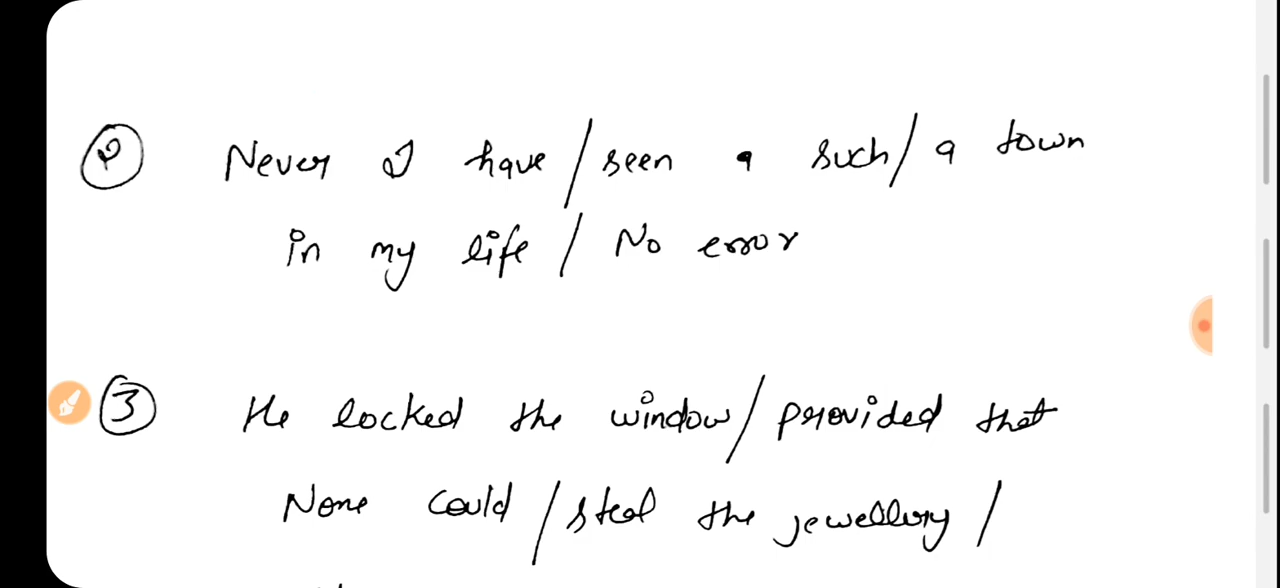 2 Never I have / seen a such / a town
in my life / No error
3 He locked the window / provided that
None could / steal the jewellery /